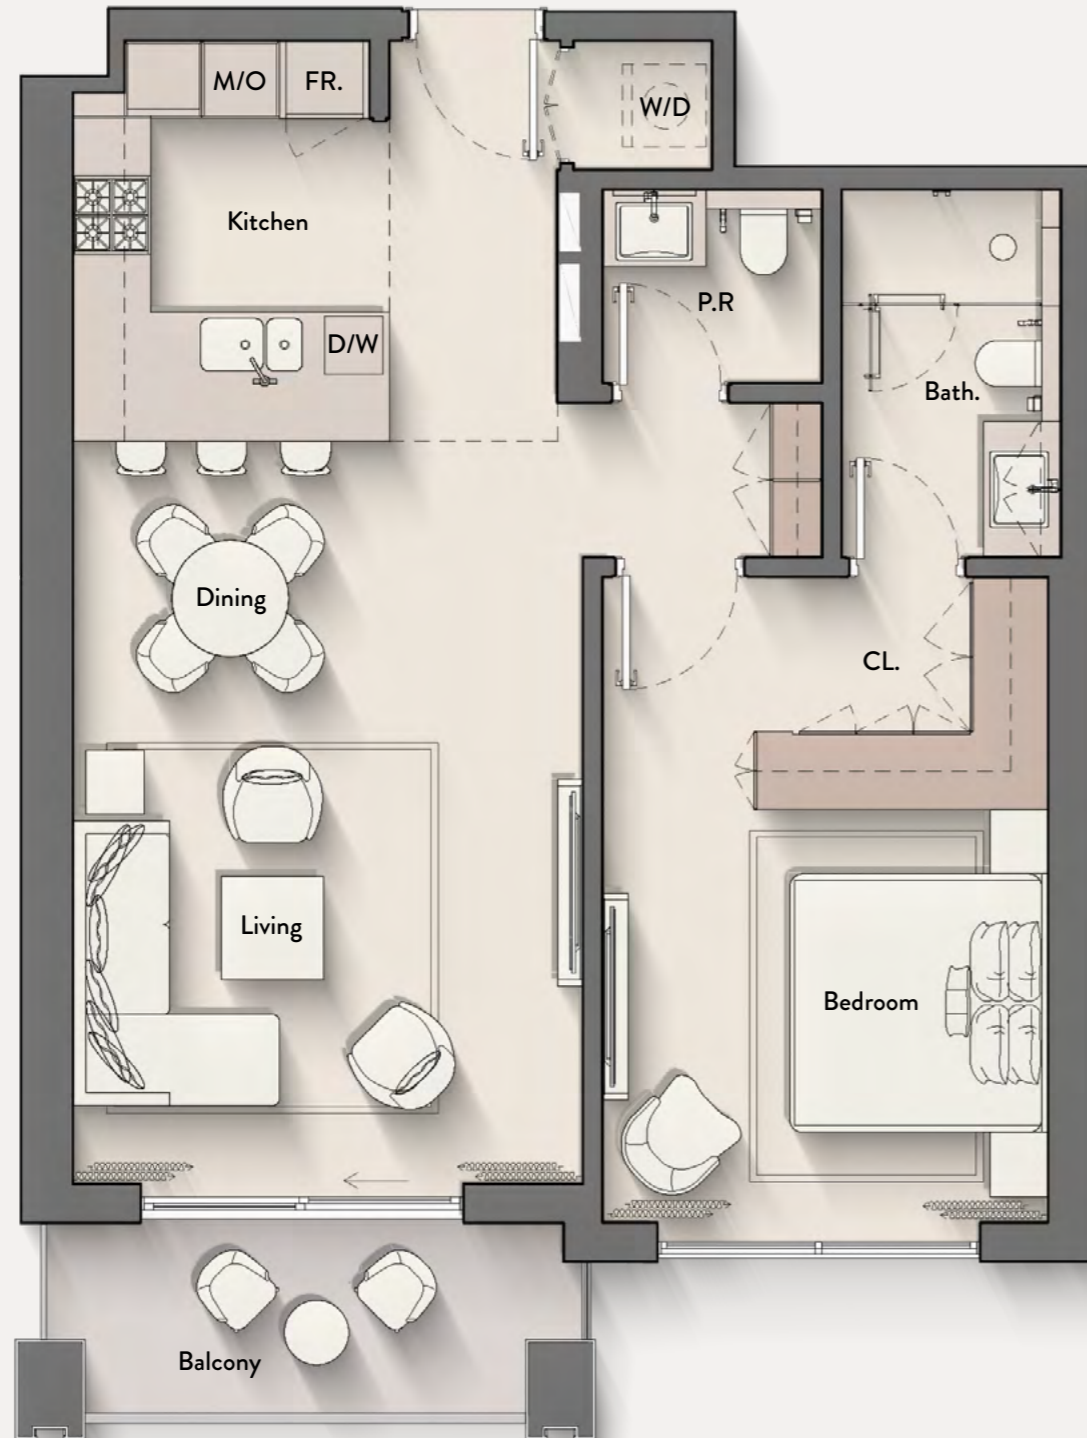 M/O
FR.
W/D
Kitchen
P.R
D/W
Bath.
Dining
CL.
Living
Bedroom
Balcony